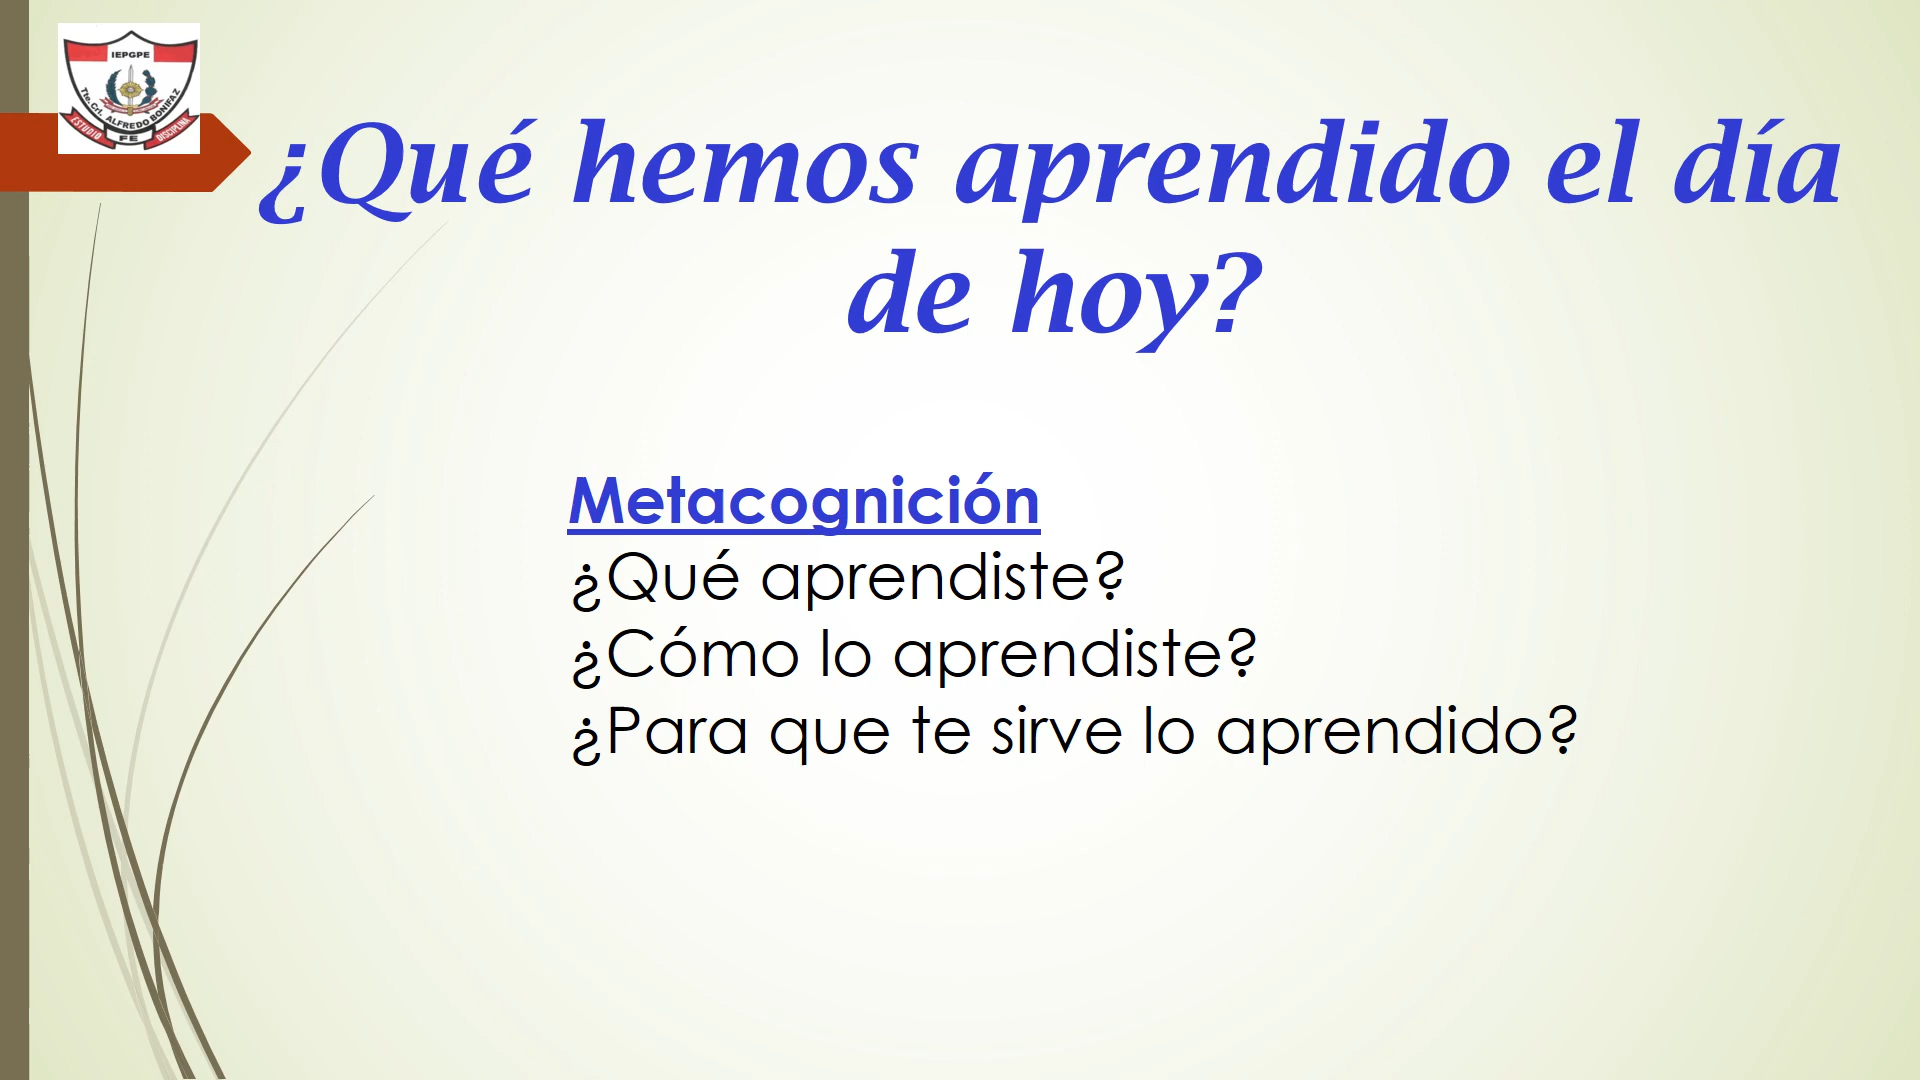 IEPGPE
Tte. Crl. ALFREDO BONIFAZ
ESTUDIO
FE
DISCIPLINA
¿Qué hemos aprendido el día
de hoy?
Metacognición
¿Qué aprendiste?
¿Cómo lo aprendiste?
¿Para que te sirve lo aprendido?